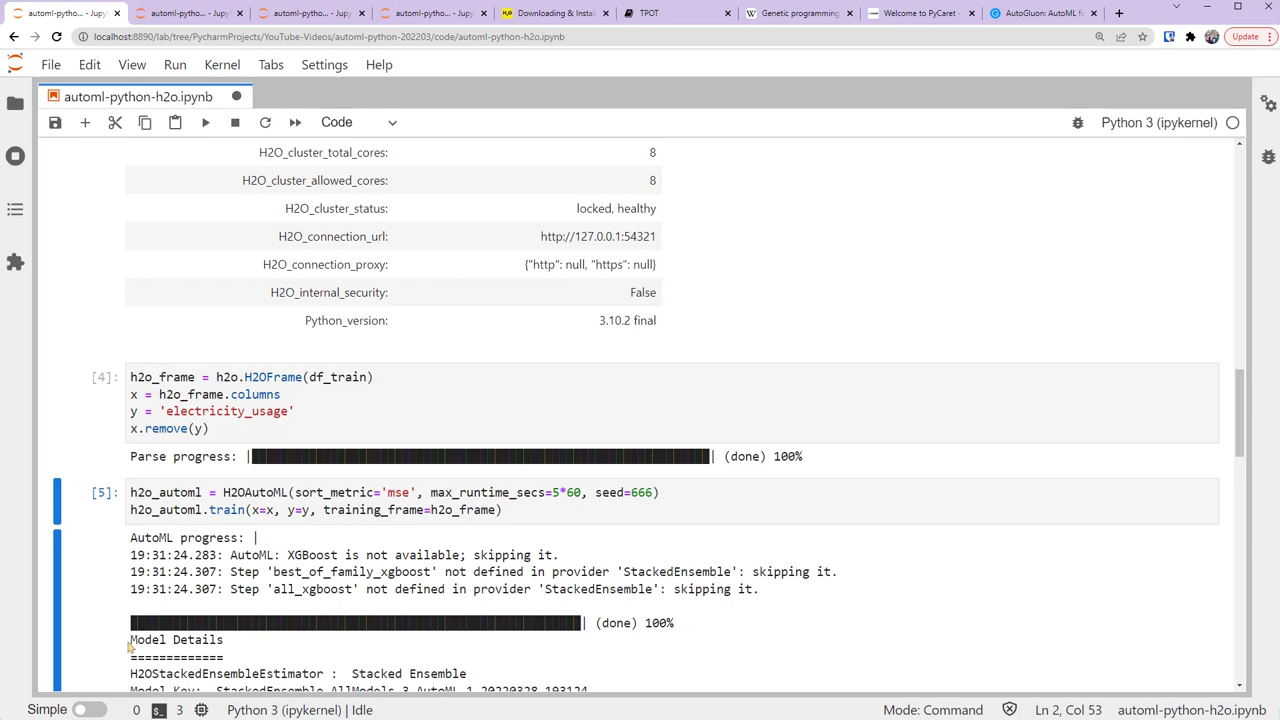 automl-python... - Jupy
automl-python... - Jupy
automl-python... - Jupy
automl-python... - Jupy
Downloading & Install
TPOT
Genetic programming
Welcome to PyCaret
AutoGluon: AutoML f
localhost:8890/lab/tree/PycharmProjects/YouTube-Videos/automl-python-202203/code/automl-python-h2o.ipynb
Update
File Edit View Run Kernel Tabs Settings Help
automl-python-h2o.ipynb
Code
Python 3 (ipykernel)
H2O_cluster_total_cores: 8
H2O_cluster_allowed_cores: 8
H2O_cluster_status: locked, healthy
H2O_connection_url: http://127.0.0.1:54321
H2O_connection_proxy: {"http": null, "https": null}
H2O_internal_security: False
Python_version: 3.10.2 final
[4]: h2o_frame = h2o.H2OFrame(df_train)
x = h2o_frame.columns
y = 'electricity_usage'
x.remove(y)
Parse progress: |████████████████████████████████████████████████████████████████| (done) 100%
[5]: h2o_automl = H2OAutoML(sort_metric='mse', max_runtime_secs=5*60, seed=666)
h2o_automl.train(x=x, y=y, training_frame=h2o_frame)
AutoML progress: |
19:31:24.283: AutoML: XGBoost is not available; skipping it.
19:31:24.307: Step 'best_of_family_xgboost' not defined in provider 'StackedEnsemble': skipping it.
19:31:24.307: Step 'all_xgboost' not defined in provider 'StackedEnsemble': skipping it.
███████████████████████████████████████████████████████████████| (done) 100%
Model Details
=============
H2OStackedEnsembleEstimator : Stacked Ensemble
Model Key: StackedEnsemble_AllModels_3_AutoML_1_20220328_193124
Simple 0 3 Python 3 (ipykernel) | Idle
Mode: Command Ln 2, Col 53 automl-python-h2o.ipynb